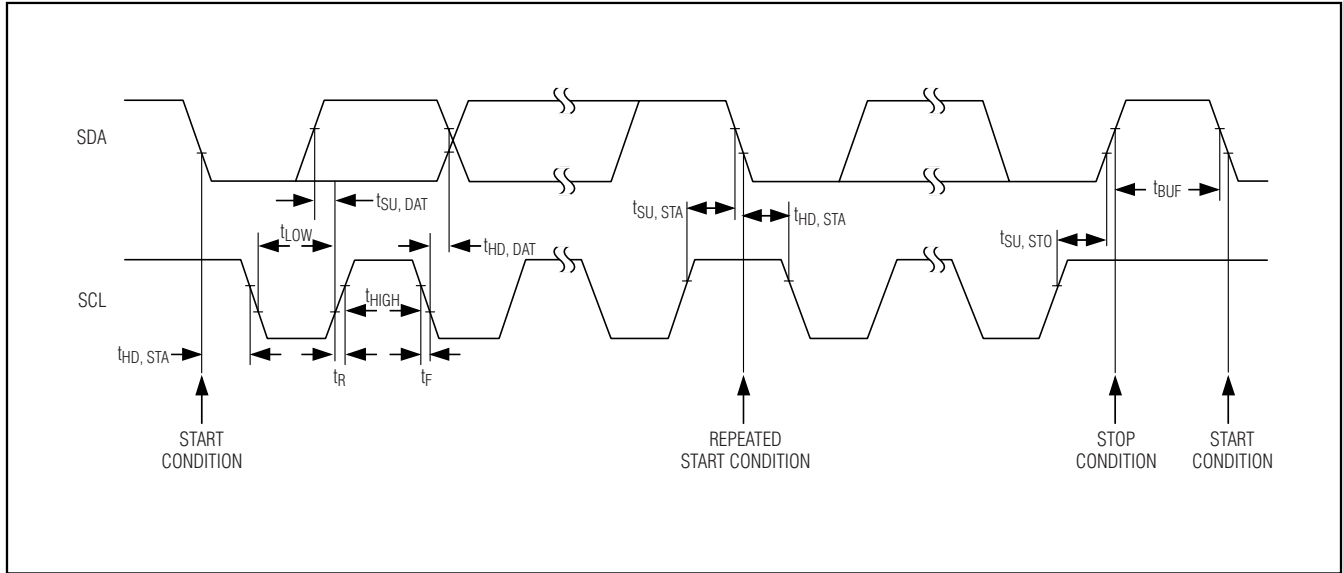 SDA
tSU, DAT
tLOW
tHD, DAT
tSU, STA
tHD, STA
tBUF
tSU, STO
SCL
tHIGH
tHD, STA
tR
tF
START
CONDITION
REPEATED
START CONDITION
STOP
CONDITION
START
CONDITION